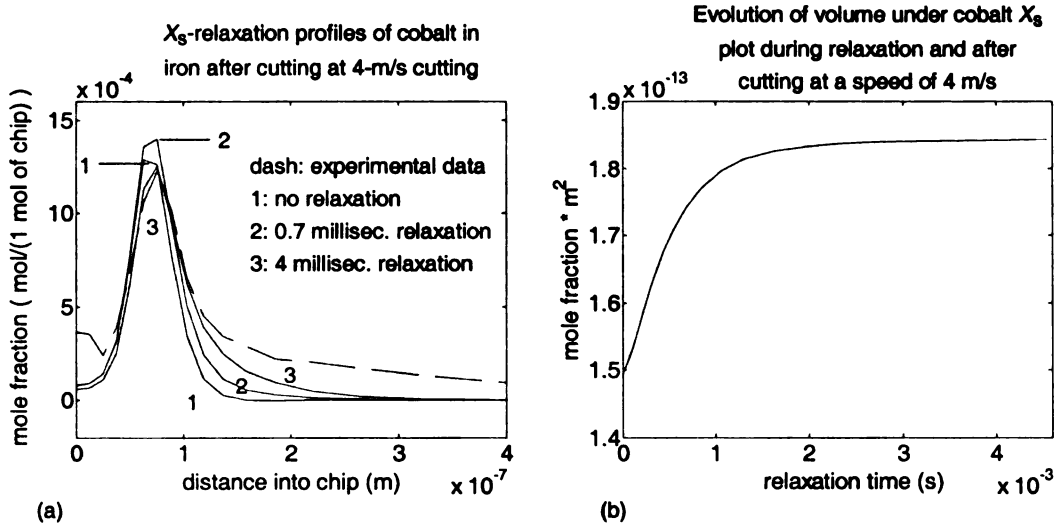 X_s-relaxation profiles of cobalt in
iron after cutting at 4-m/s cutting
× 10^-4
mole fraction ( mol/(1 mol of chip) )
15
10
5
0
2
1
dash: experimental data
1: no relaxation
2: 0.7 millisec. relaxation
3: 4 millisec. relaxation
3
3
2
1
0
1
2
3
4
distance into chip (m)
× 10^-7
(a)
Evolution of volume under cobalt X_s
plot during relaxation and after
cutting at a speed of 4 m/s
× 10^-13
mole fraction * m^2
1.9
1.8
1.7
1.6
1.5
1.4
0
1
2
3
4
relaxation time (s)
× 10^-3
(b)